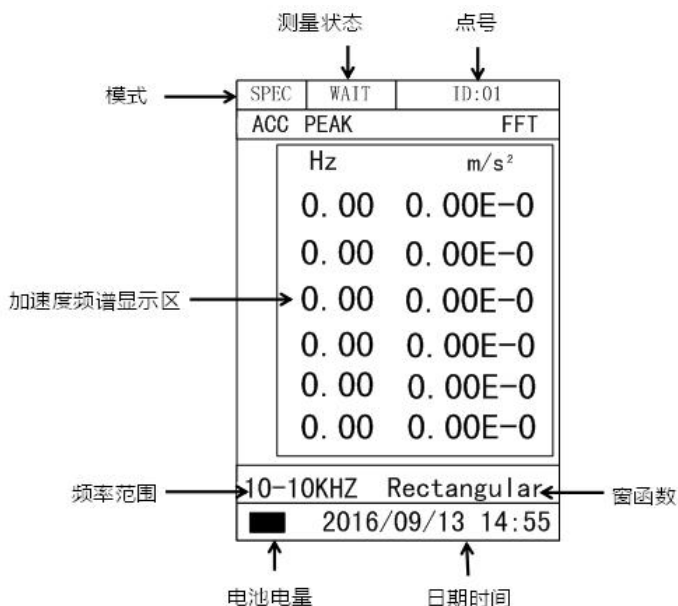 测量状态 点号
模式 SPEC WAIT ID:01
ACC PEAK FFT
Hz m/s²
0.00 0.00E-0
0.00 0.00E-0
加速度频谱显示区 0.00 0.00E-0
0.00 0.00E-0
0.00 0.00E-0
0.00 0.00E-0
频率范围 10-10KHZ Rectangular 窗函数
2016/09/13 14:55
电池电量 日期时间